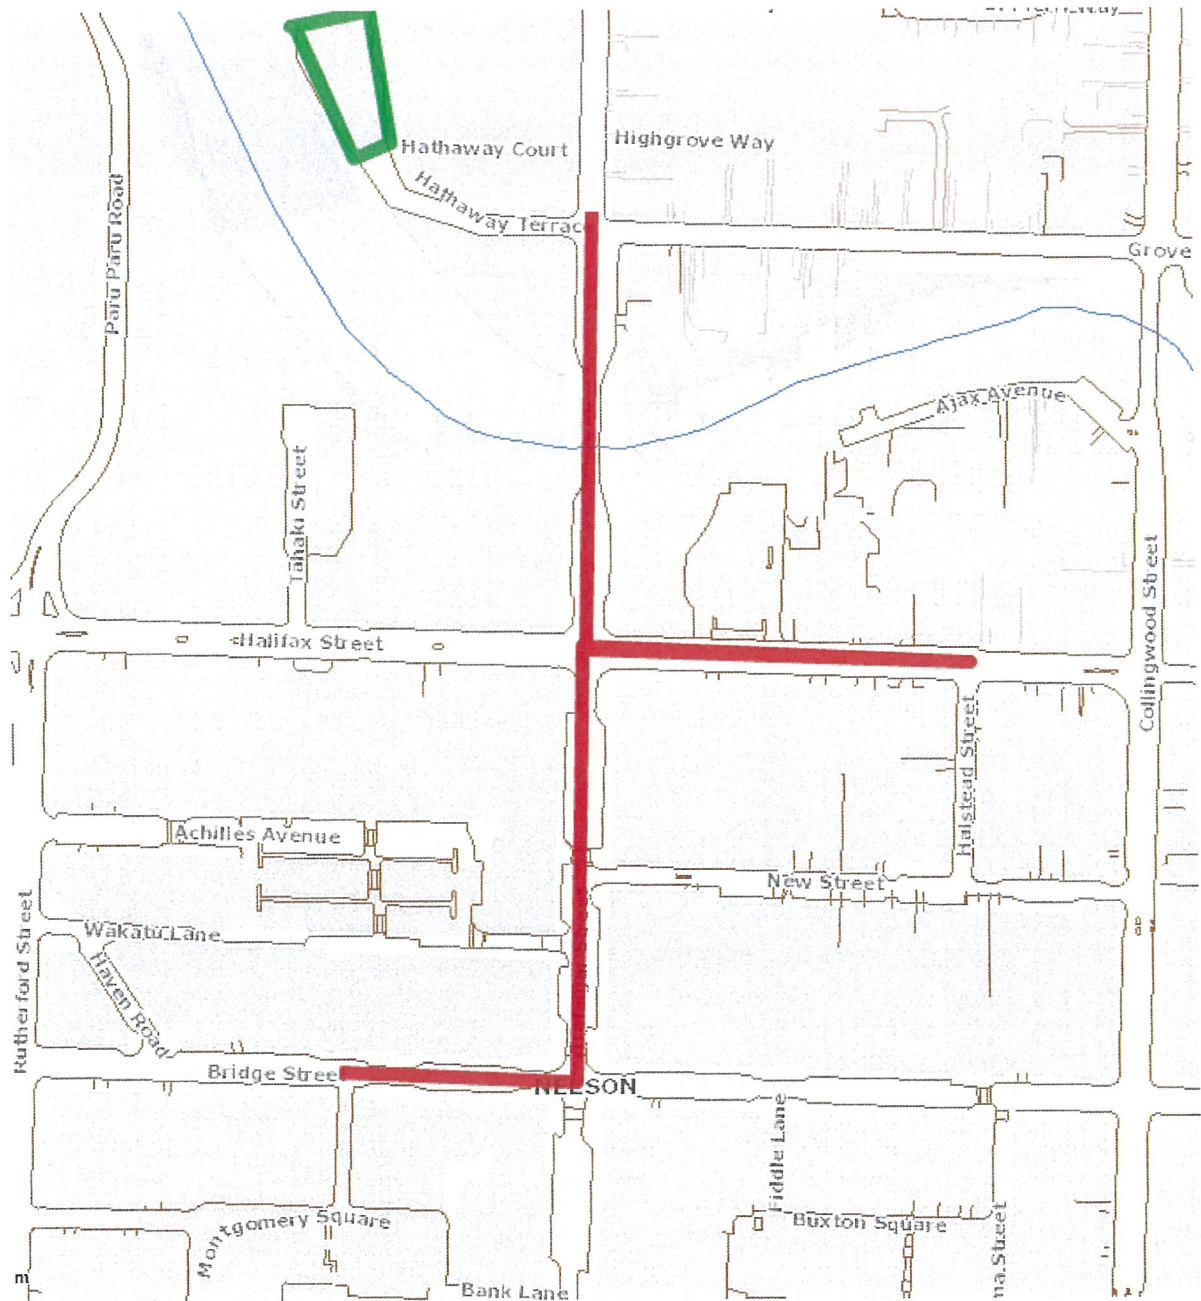 Hathaway Court
Highgrove Way
Hathaway Terrac
Grove
Paru Paru Road
Ajax Avenue
Tahaki Street
Halifax Street
Collingwood Street
Halstead Street
Achilles Avenue
New Street
Wakatu Lane
Haven Road
Rutherford Street
Bridge Stree
NELSON
Fiddle Lane
Montgomery Square
Buxton Square
ma Street
Bank Lane
m